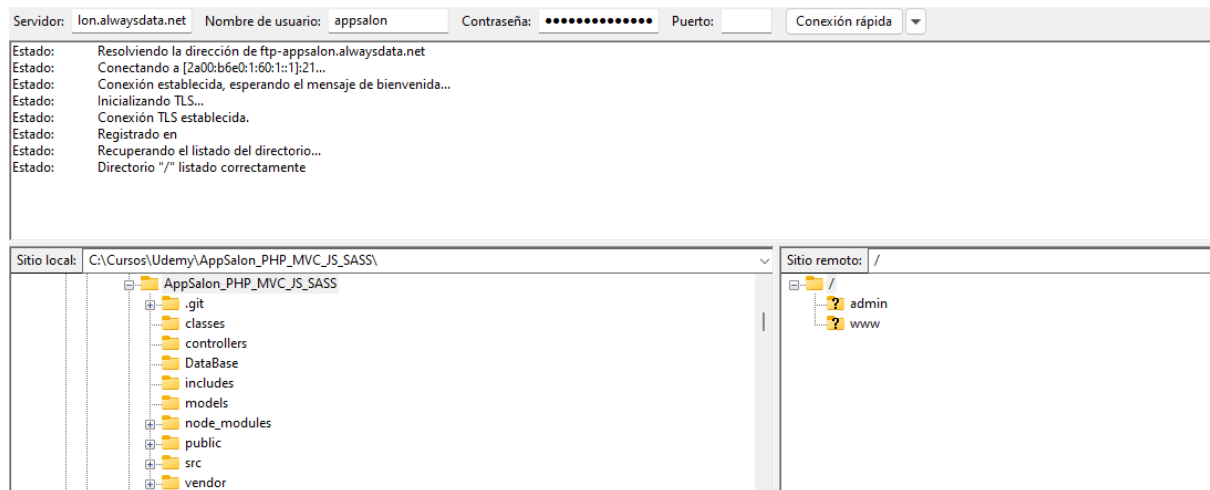 Servidor: lon.alwaysdata.net Nombre de usuario: appsalon Contraseña: ●●●●●●●●●●●●●● Puerto: Conexión rápida
Estado: Resolviendo la dirección de ftp-appsalon.alwaysdata.net
Estado: Conectando a [2a00:b6e0:1:60:1::1]:21...
Estado: Conexión establecida, esperando el mensaje de bienvenida...
Estado: Inicializando TLS...
Estado: Conexión TLS establecida.
Estado: Registrado en
Estado: Recuperando el listado del directorio...
Estado: Directorio "/" listado correctamente
Sitio local: C:\Cursos\Udemy\AppSalon_PHP_MVC_JS_SASS\
AppSalon_PHP_MVC_JS_SASS
.git
classes
controllers
DataBase
includes
models
node_modules
public
src
vendor
Sitio remoto: /
/
? admin
? www